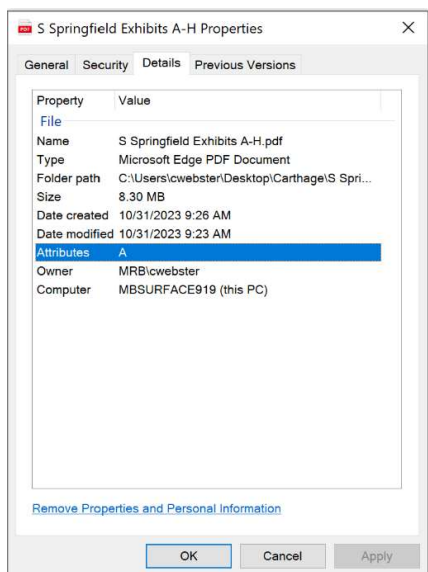 S Springfield Exhibits A-H Properties
General Security Details Previous Versions
Property Value
File
Name S Springfield Exhibits A-H.pdf
Type Microsoft Edge PDF Document
Folder path C:\Users\cwebster\Desktop\Carthage\S Spri...
Size 8.30 MB
Date created 10/31/2023 9:26 AM
Date modified 10/31/2023 9:23 AM
Attributes A
Owner MRB\cwebster
Computer MBSURFACE919 (this PC)
Remove Properties and Personal Information
OK Cancel Apply